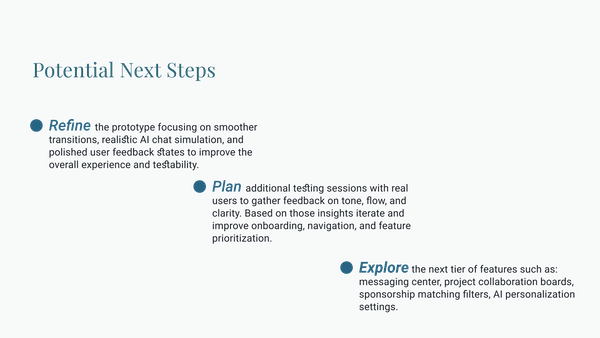 Potential Next Steps
Refine the prototype focusing on smoother
transitions, realistic AI chat simulation, and
polished user feedback states to improve the
overall experience and testability.
Plan additional testing sessions with real
users to gather feedback on tone, flow, and
clarity. Based on those insights iterate and
improve onboarding, navigation, and feature
prioritization.
Explore the next tier of features such as:
messaging center, project collaboration boards,
sponsorship matching filters, AI personalization
settings.